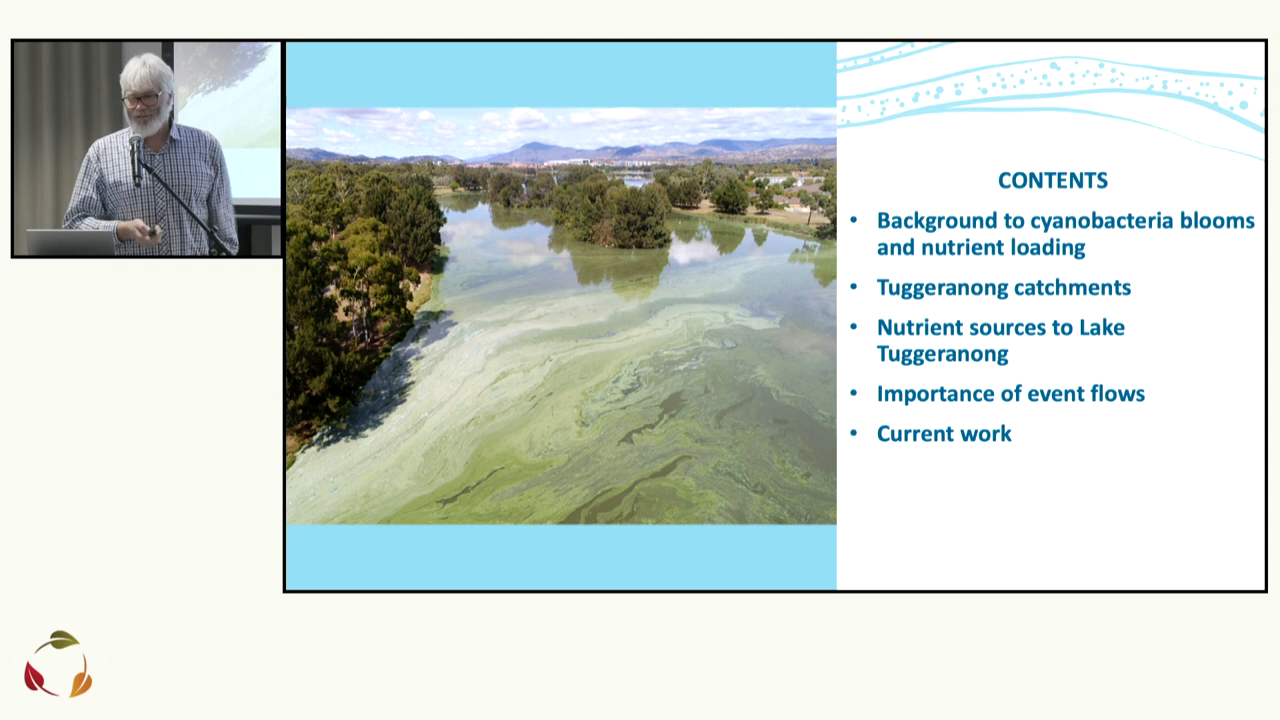 CONTENTS
• Background to cyanobacteria blooms
and nutrient loading
• Tuggeranong catchments
• Nutrient sources to Lake
Tuggeranong
• Importance of event flows
• Current work